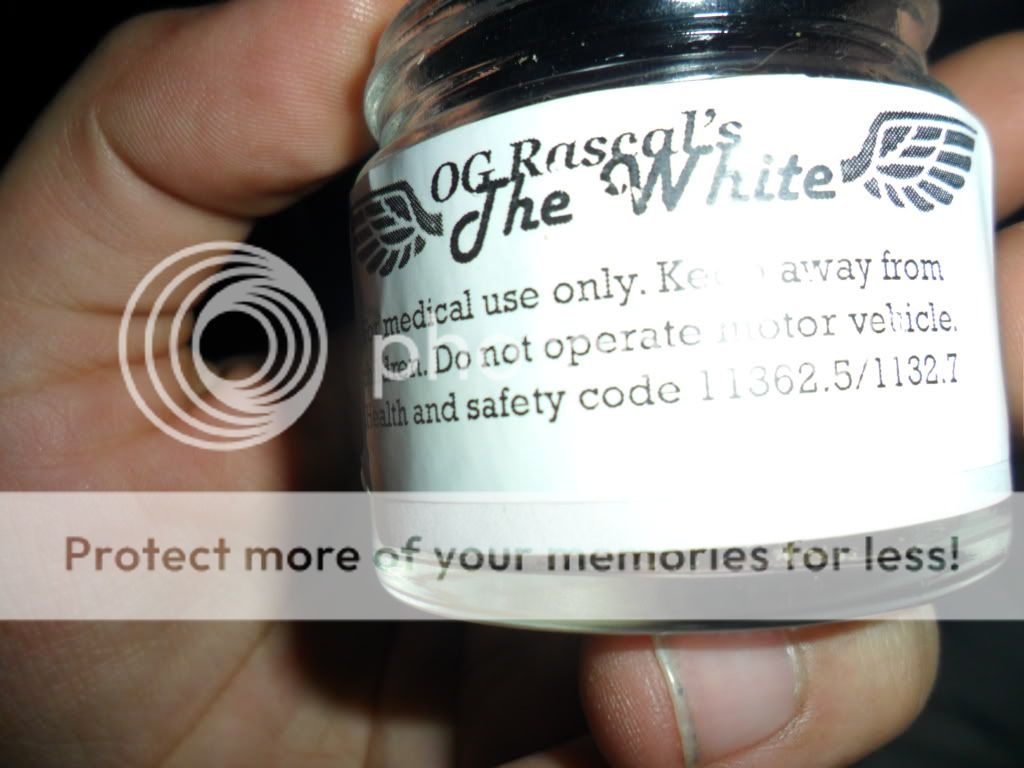 OG Rascal's
The White
medical use only. Keep away from
Do not operate motor vehicle.
Health and safety code 11362.5/1132.7
Protect more of your memories for less!